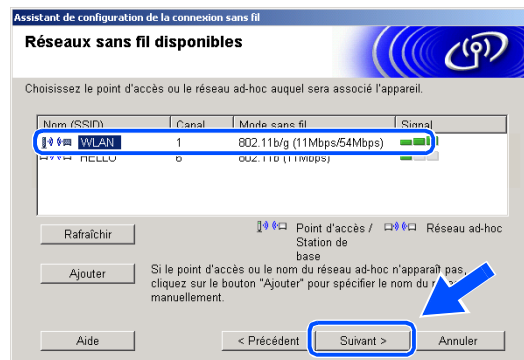 Assistant de configuration de la connexion sans fil
Réseaux sans fil disponibles
Choisissez le point d'accès ou le réseau ad-hoc auquel sera associé l'appareil.
Nom (SSID) Canal Mode sans fil Signal
WLAN 1 802.11b/g (11Mbps/54Mbps)
HELLO 6 802.11b (11Mbps)
Rafraîchir
Point d'accès / Réseau ad-hoc
Station de
base
Ajouter
Si le point d'accès ou le nom du réseau ad-hoc n'apparaît pas,
cliquez sur le bouton "Ajouter" pour spécifier le nom du
manuellement.
Aide < Précédent Suivant > Annuler